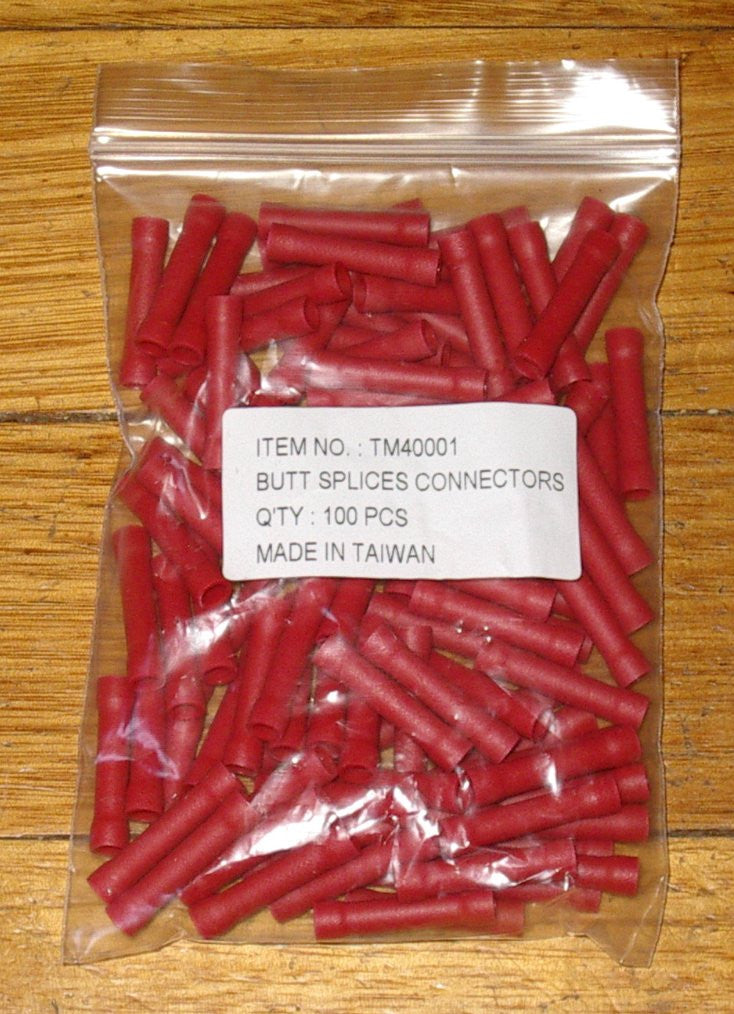 ITEM NO. : TM40001
BUTT SPLICES CONNECTORS
Q'TY : 100 PCS
MADE IN TAIWAN